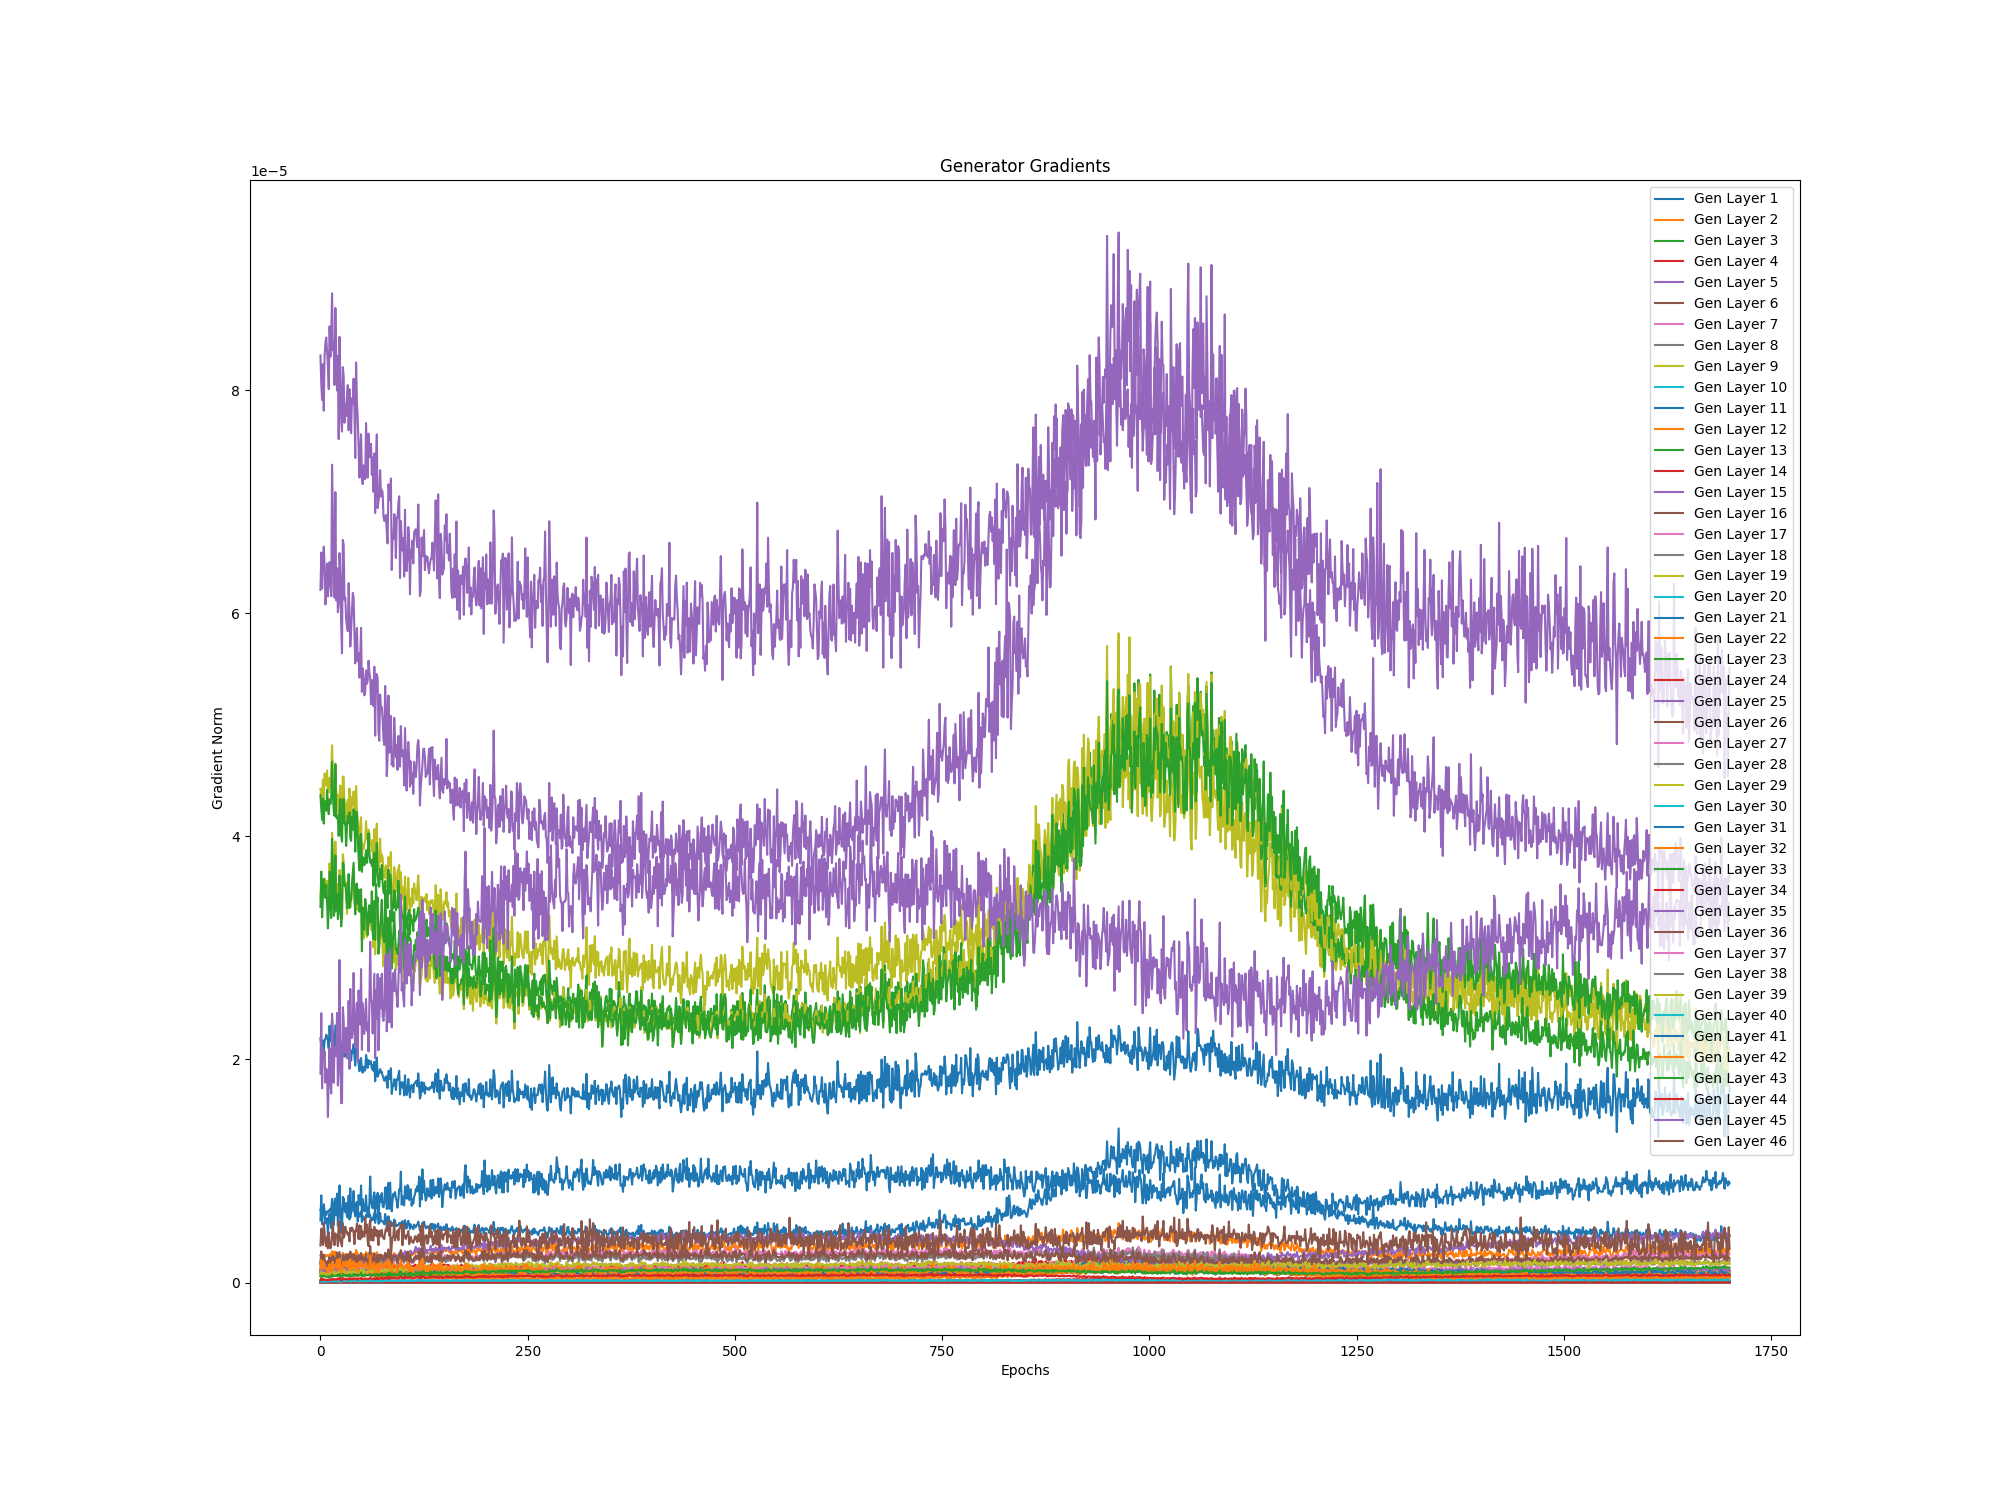 Generator Gradients
1e−5
Gen Layer 1
Gen Layer 2
Gen Layer 3
Gen Layer 4
Gen Layer 5
Gen Layer 6
Gen Layer 7
Gen Layer 8
Gen Layer 9
Gen Layer 10
Gen Layer 11
Gen Layer 12
Gen Layer 13
Gen Layer 14
Gen Layer 15
Gen Layer 16
Gen Layer 17
Gen Layer 18
Gen Layer 19
Gen Layer 20
Gen Layer 21
Gen Layer 22
Gen Layer 23
Gen Layer 24
Gen Layer 25
Gen Layer 26
Gen Layer 27
Gen Layer 28
Gen Layer 29
Gen Layer 30
Gen Layer 31
Gen Layer 32
Gen Layer 33
Gen Layer 34
Gen Layer 35
Gen Layer 36
Gen Layer 37
Gen Layer 38
Gen Layer 39
Gen Layer 40
Gen Layer 41
Gen Layer 42
Gen Layer 43
Gen Layer 44
Gen Layer 45
Gen Layer 46
8
6
4
2
0
Gradient Norm
0 250 500 750 1000 1250 1500 1750
Epochs